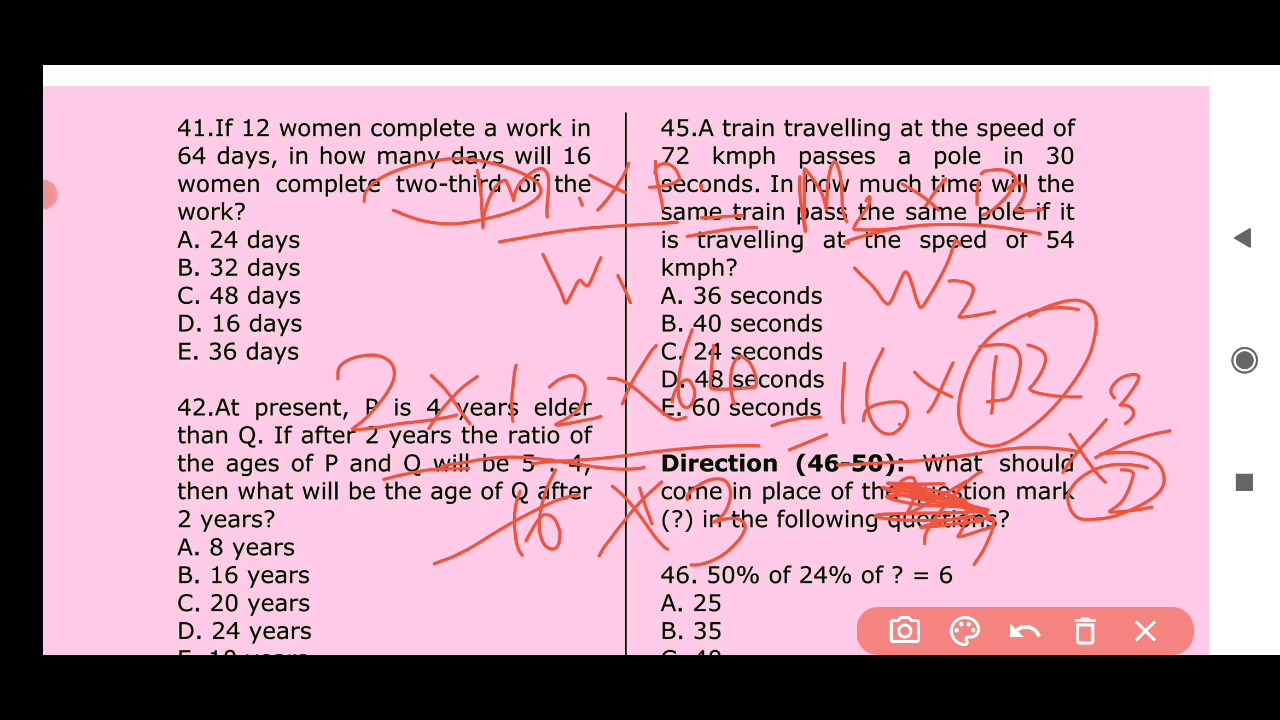 41.If 12 women complete a work in
64 days, in how many days will 16
women complete two-third of the
work?
A. 24 days
B. 32 days
C. 48 days
D. 16 days
E. 36 days
42.At present, P is 4 years elder
than Q. If after 2 years the ratio of
the ages of P and Q will be 5 : 4,
then what will be the age of Q after
2 years?
A. 8 years
B. 16 years
C. 20 years
D. 24 years
45.A train travelling at the speed of
72 kmph passes a pole in 30
seconds. In how much time will the
same train pass the same pole if it
is travelling at the speed of 54
kmph?
A. 36 seconds
B. 40 seconds
C. 24 seconds
D. 48 seconds
E. 60 seconds
Direction (46-50): What should
come in place of the question mark
(?) in the following questions?
46. 50% of 24% of ? = 6
A. 25
B. 35
M1 × D = M2 × D2
W1 W2
2 × 12 × 64 = 16 × D2 × 3
16 × 3 2